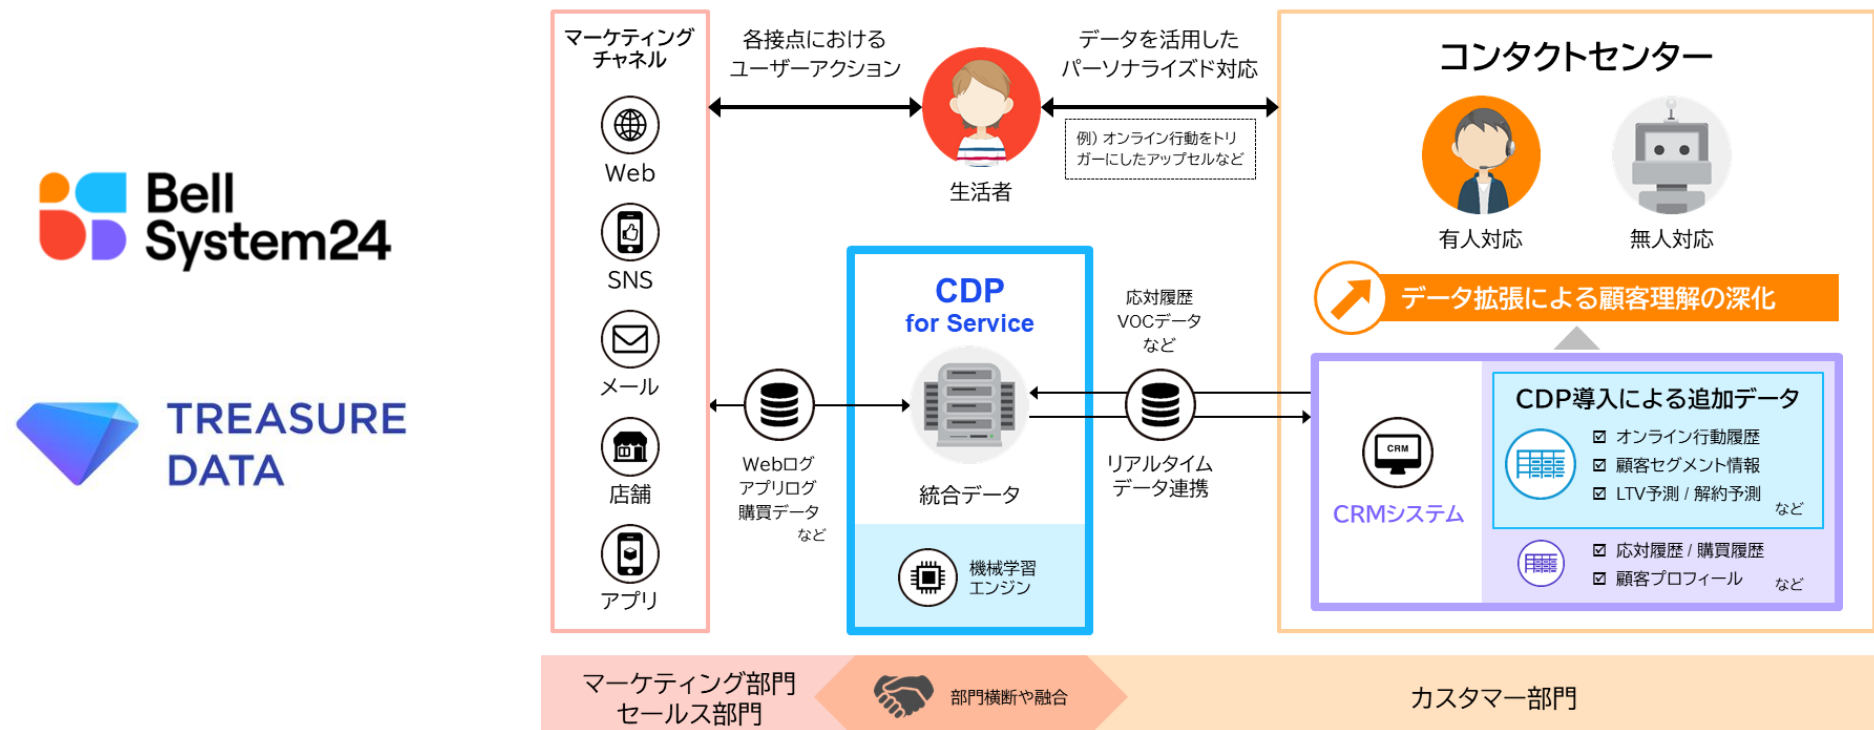 Bell
System24
TREASURE
DATA
マーケティング
チャネル
Web
SNS
メール
店舗
アプリ
各接点における
ユーザーアクション
生活者
データを活用した
パーソナライズド対応
例）オンライン行動をトリ
ガーにしたアップセルなど
コンタクトセンター
有人対応
無人対応
データ拡張による顧客理解の深化
CDP
for Service
統合データ
機械学習
エンジン
Webログ
アプリログ
購買データ
など
応対履歴
VOCデータ
など
リアルタイム
データ連携
CRM
CRMシステム
CDP導入による追加データ
☑ オンライン行動履歴
☑ 顧客セグメント情報
☑ LTV予測 / 解約予測
など
☑ 応対履歴 / 購買履歴
☑ 顧客プロフィール
など
マーケティング部門
セールス部門
部門横断や融合
カスタマー部門